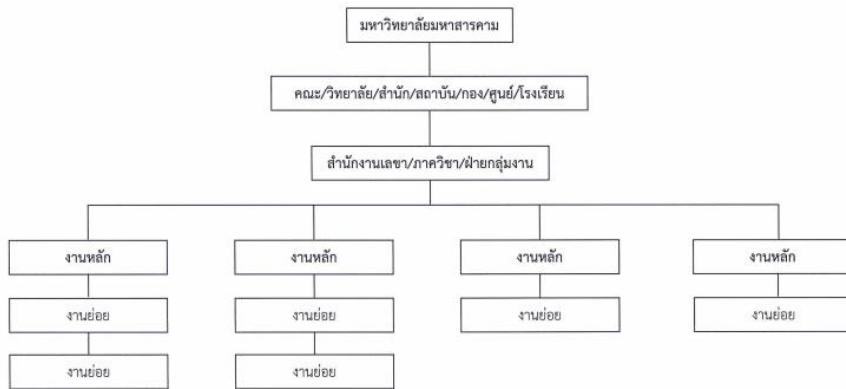 มหาวิทยาลัยมหาสารคาม
คณะ/วิทยาลัย/สำนัก/สถาบัน/กอง/ศูนย์/โรงเรียน
สำนักงานเลขา/ภาควิชา/ฝ่ายกลุ่มงาน
งานหลัก งานหลัก งานหลัก งานหลัก
งานย่อย งานย่อย งานย่อย งานย่อย
งานย่อย งานย่อย